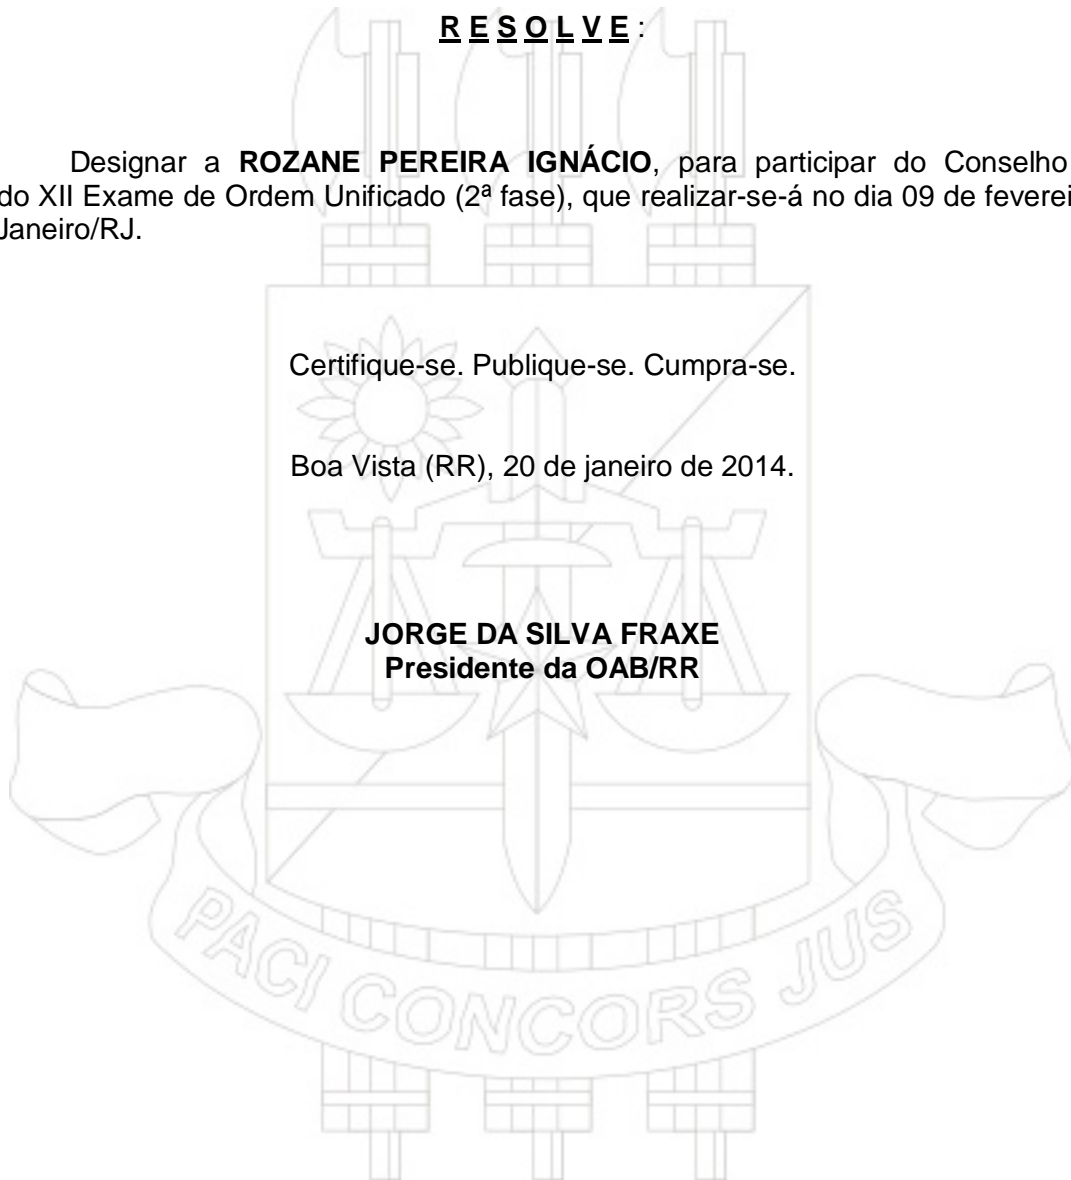 R E S O L V E :
Designar a ROZANE PEREIRA IGNÁCIO, para participar do Conselho
do XII Exame de Ordem Unificado (2ª fase), que realizar-se-á no dia 09 de feverei
Janeiro/RJ.
Certifique-se. Publique-se. Cumpra-se.
Boa Vista (RR), 20 de janeiro de 2014.
JORGE DA SILVA FRAXE
Presidente da OAB/RR
PACI CONCORS JUS